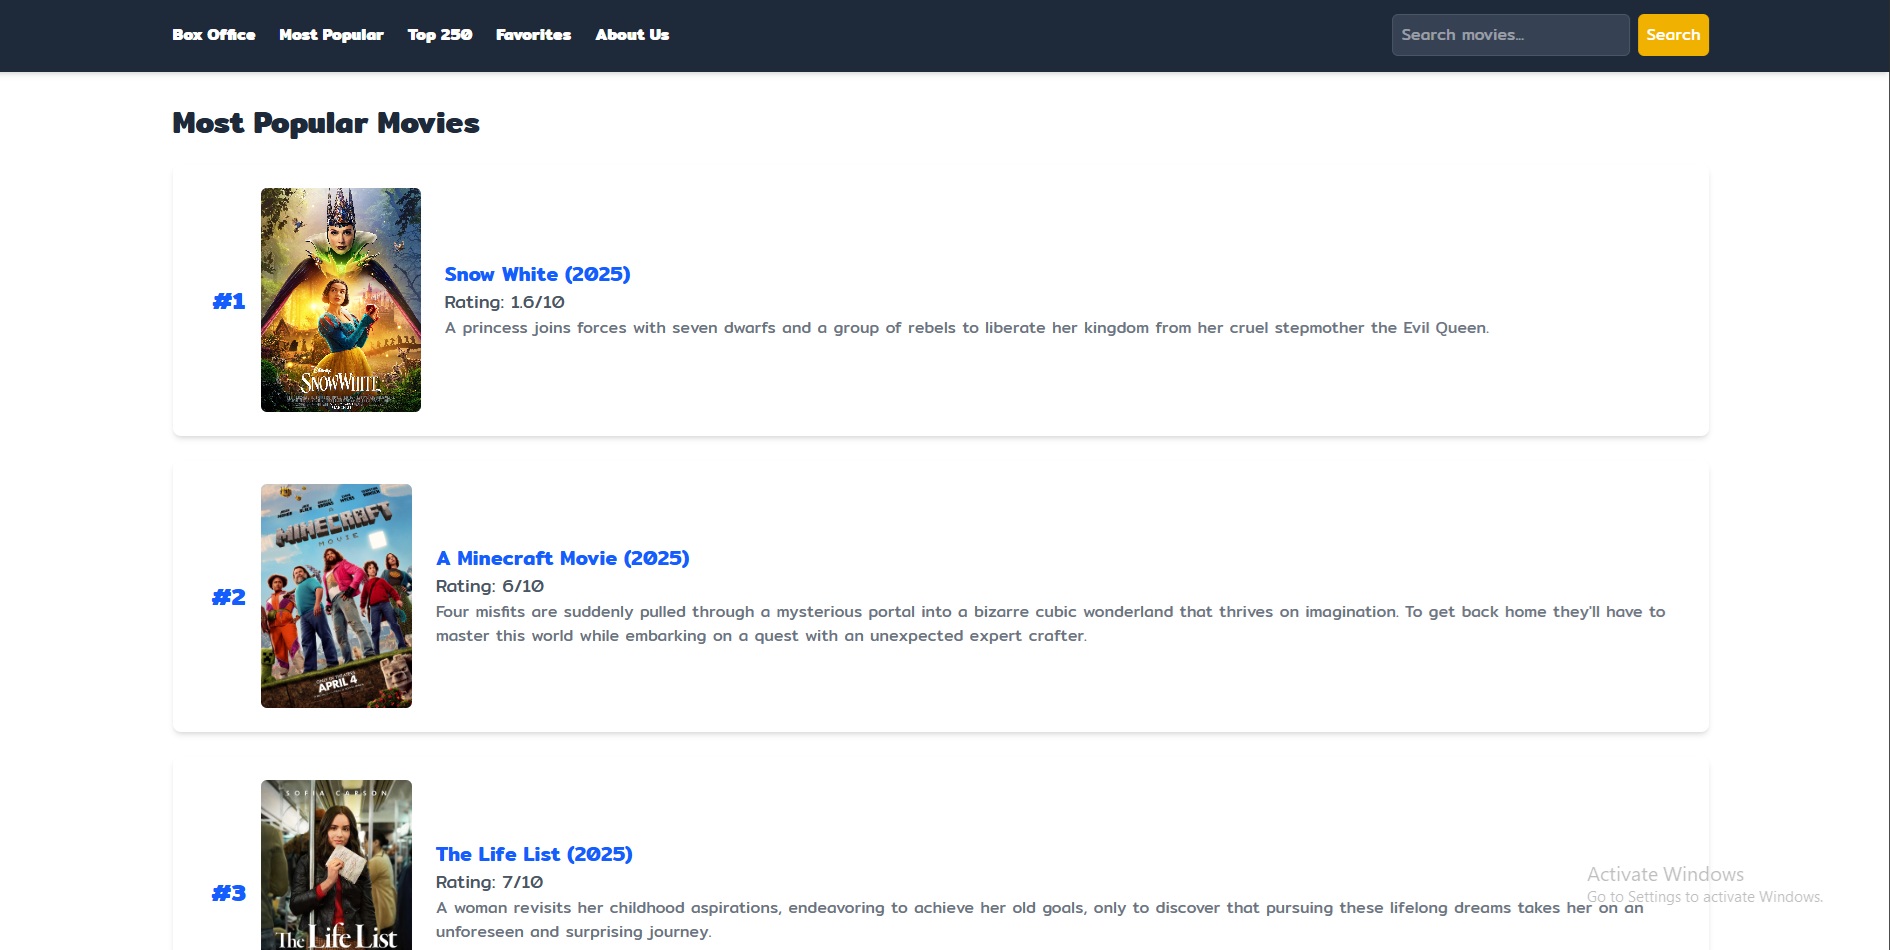 Box Office Most Popular Top 250 Favorites About Us Search movies... Search
Most Popular Movies
#1
Disney
SNOW WHITE
Snow White (2025)
Rating: 1.6/10
A princess joins forces with seven dwarfs and a group of rebels to liberate her kingdom from her cruel stepmother the Evil Queen.
#2
A
MINECRAFT
MOVIE
APRIL 4
A Minecraft Movie (2025)
Rating: 6/10
Four misfits are suddenly pulled through a mysterious portal into a bizarre cubic wonderland that thrives on imagination. To get back home they'll have to
master this world while embarking on a quest with an unexpected expert crafter.
#3
SOFIA CARSON
The Life List
The Life List (2025)
Rating: 7/10
A woman revisits her childhood aspirations, endeavoring to achieve her old goals, only to discover that pursuing these lifelong dreams takes her on an
unforeseen and surprising journey.
Activate Windows
Go to Settings to activate Windows.